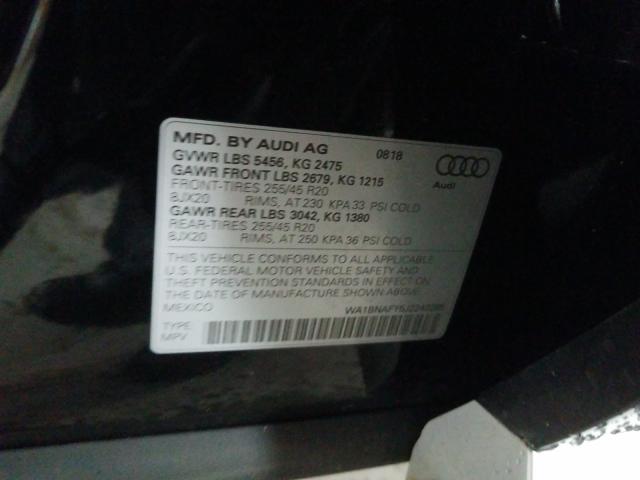 MFD. BY AUDI AG 0818
GVWR LBS 5456, KG 2475
GAWR FRONT LBS 2679, KG 1215
FRONT-TIRES 255/45 R20
8JX20 RIMS, AT 230 KPA 33 PSI COLD
GAWR REAR LBS 3042, KG 1380
REAR-TIRES 255/45 R20
8JX20 RIMS, AT 250 KPA 36 PSI COLD
Audi
THIS VEHICLE CONFORMS TO ALL APPLICABLE
U.S. FEDERAL MOTOR VEHICLE SAFETY AND
THEFT PREVENTION STANDARDS IN EFFECT ON
THE DATE OF MANUFACTURE SHOWN ABOVE.
MEXICO
TYPE:
MPV